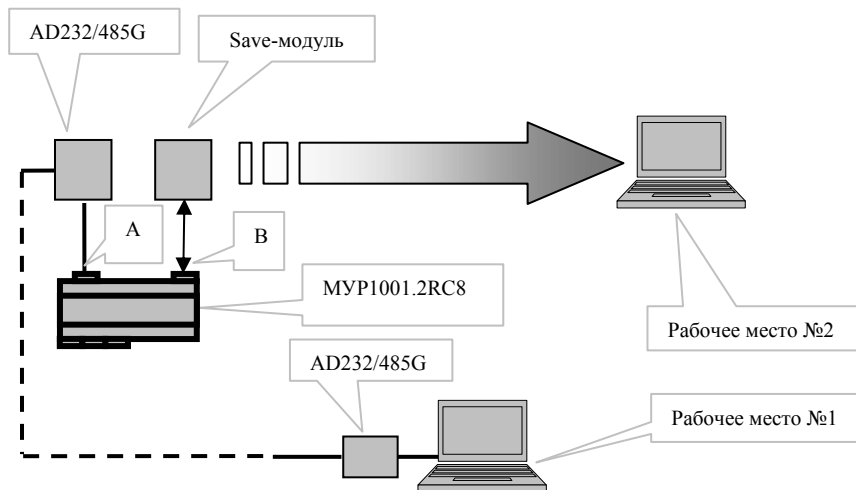 AD232/485G
Save-модуль
A
B
МУР1001.2RC8
Рабочее место №2
AD232/485G
Рабочее место №1